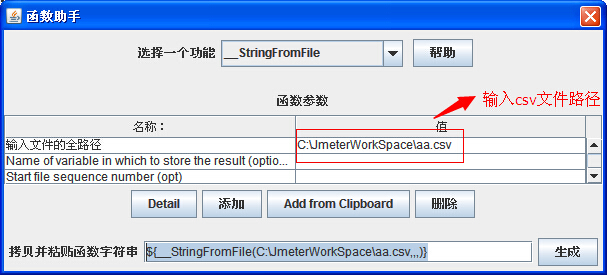 函数助手
选择一个功能 __StringFromFile 帮助
函数参数
输入csv文件路径
名称： 值
输入文件的全路径 C:\JmeterWorkSpace\aa.csv
Name of variable in which to store the result (optio...
Start file sequence number (opt)
Detail 添加 Add from Clipboard 删除
拷贝并粘贴函数字符串 ${__StringFromFile(C:\JmeterWorkSpace\aa.csv,,,)} 生成